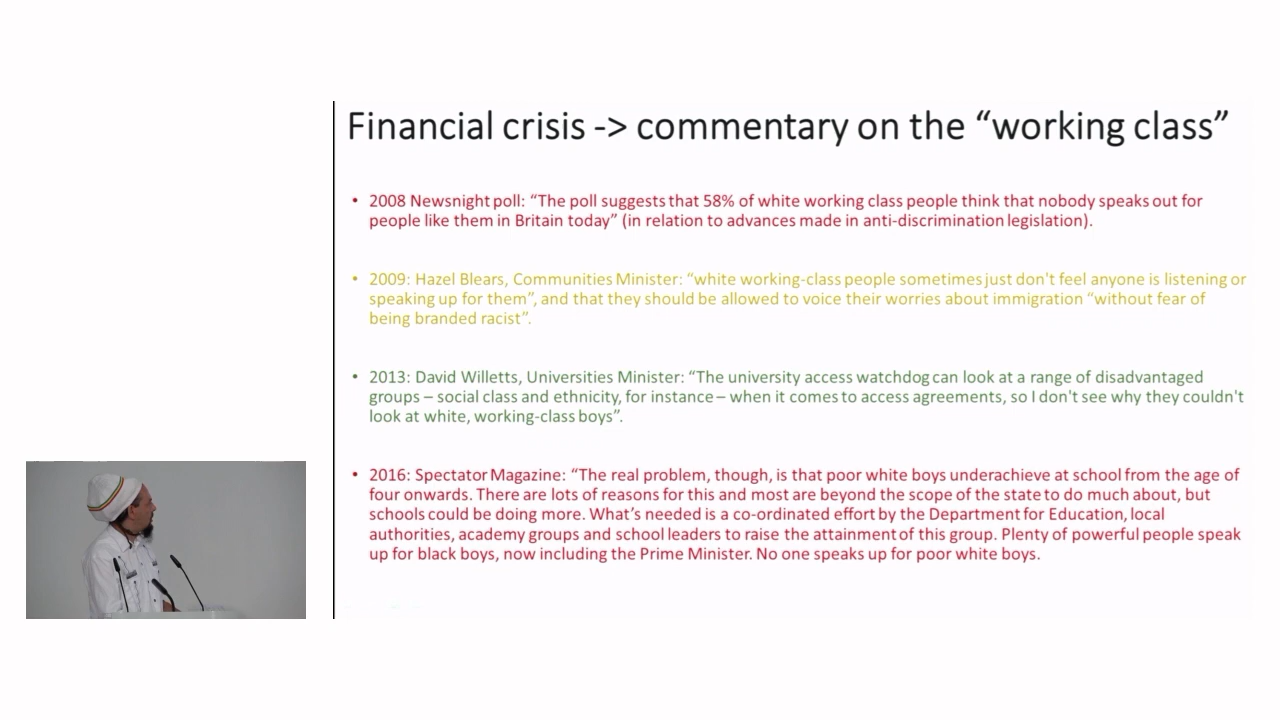 Financial crisis -> commentary on the “working class”
• 2008 Newsnight poll: “The poll suggests that 58% of white working class people think that nobody speaks out for
people like them in Britain today” (in relation to advances made in anti-discrimination legislation).
• 2009: Hazel Blears, Communities Minister: “white working-class people sometimes just don't feel anyone is listening or
speaking up for them”, and that they should be allowed to voice their worries about immigration “without fear of
being branded racist”.
• 2013: David Willetts, Universities Minister: “The university access watchdog can look at a range of disadvantaged
groups – social class and ethnicity, for instance – when it comes to access agreements, so I don't see why they couldn't
look at white, working-class boys”.
• 2016: Spectator Magazine: “The real problem, though, is that poor white boys underachieve at school from the age of
four onwards. There are lots of reasons for this and most are beyond the scope of the state to do much about, but
schools could be doing more. What’s needed is a co-ordinated effort by the Department for Education, local
authorities, academy groups and school leaders to raise the attainment of this group. Plenty of powerful people speak
up for black boys, now including the Prime Minister. No one speaks up for poor white boys.